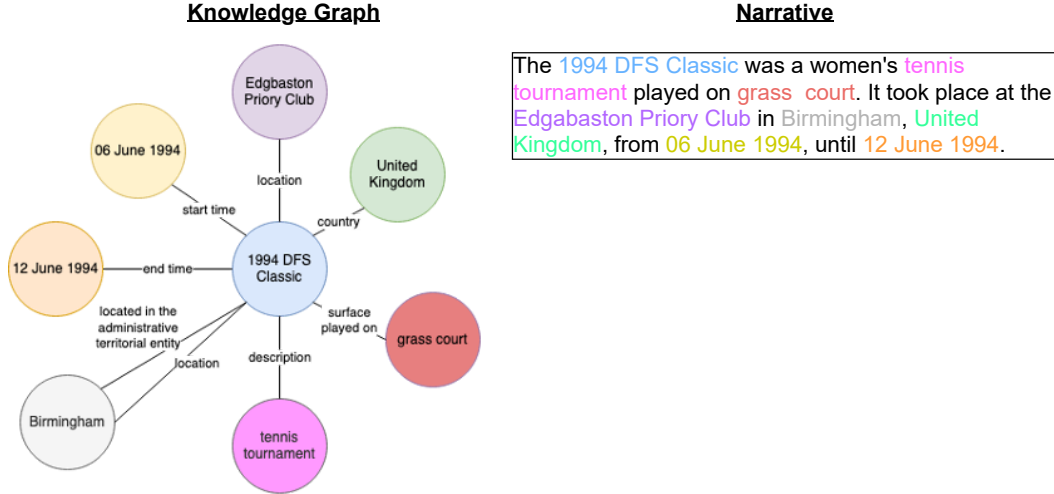 Knowledge Graph
Narrative
Edgbaston
Priory Club
06 June 1994
United
Kingdom
location
start time
country
12 June 1994
end time
1994 DFS
Classic
located in the
administrative
territorial entity
surface
played on
grass court
location
description
Birmingham
tennis
tournament
The 1994 DFS Classic was a women's tennis
tournament played on grass court. It took place at the
Edgabaston Priory Club in Birmingham, United
Kingdom, from 06 June 1994, until 12 June 1994.